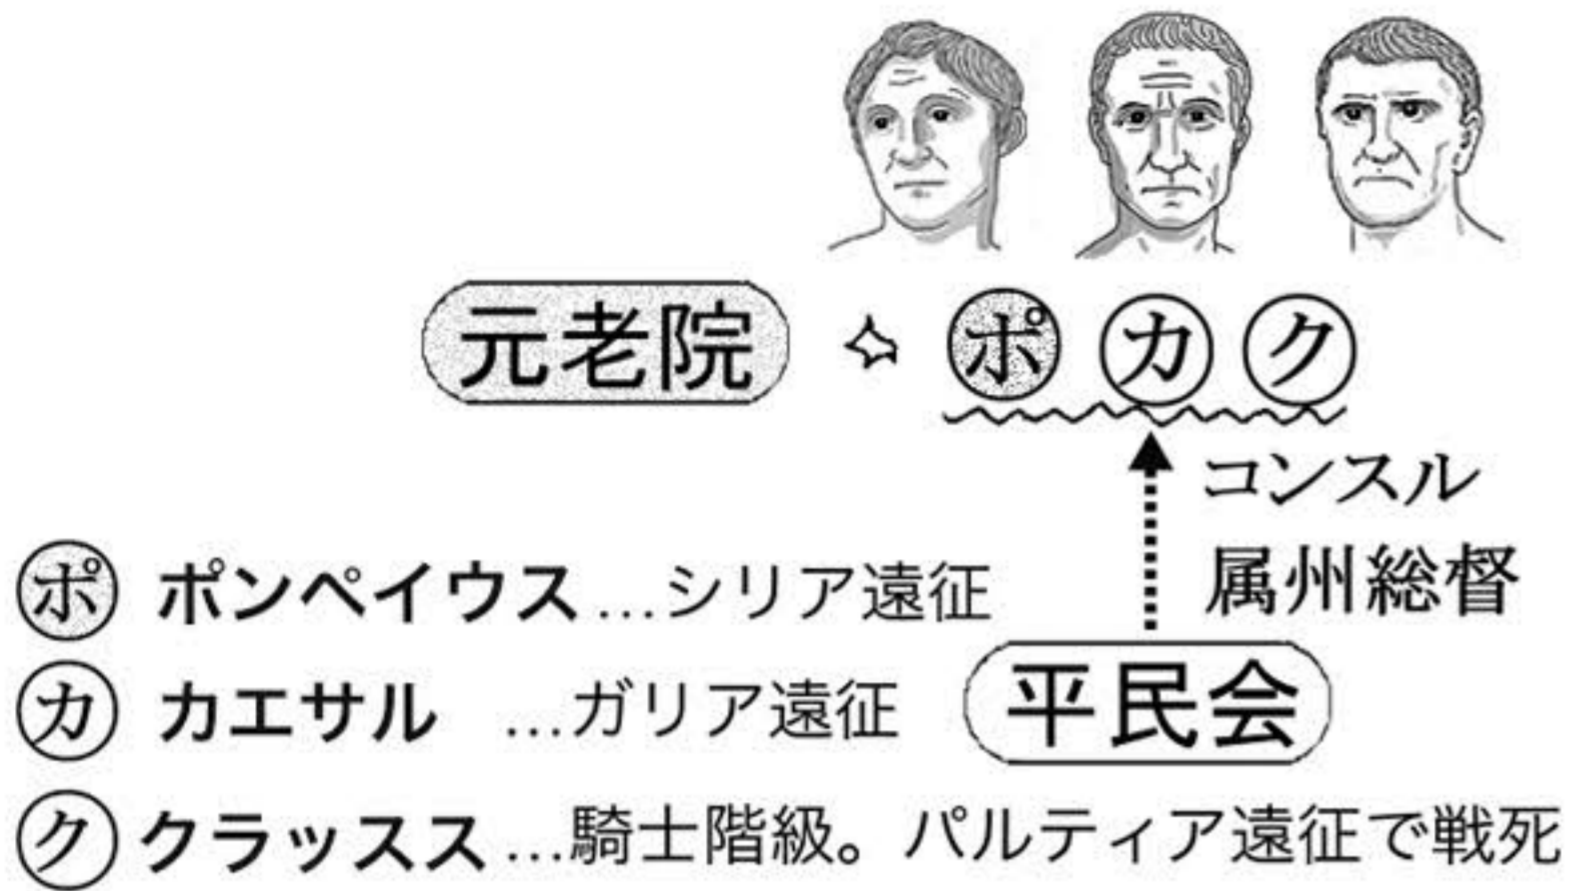 元老院 ポ カ ク
コンスル
属州総督
ポ ポンペイウス…シリア遠征
カ カエサル …ガリア遠征
平民会
ク クラッスス…騎士階級。パルティア遠征で戦死